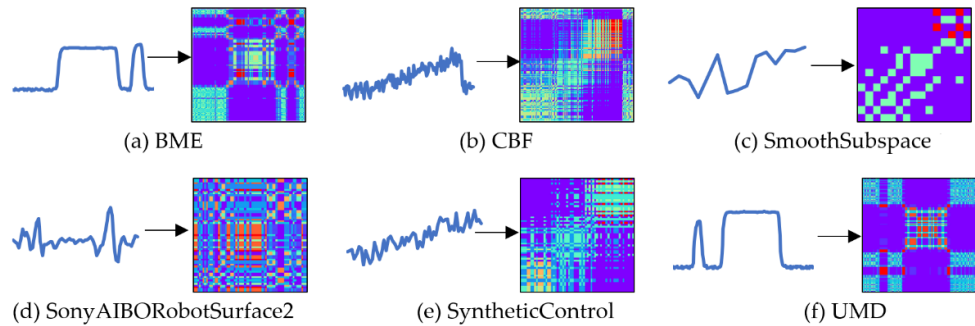 (a) BME
(b) CBF
(c) SmoothSubspace
(d) SonyAIBORobotSurface2
(e) SyntheticControl
(f) UMD